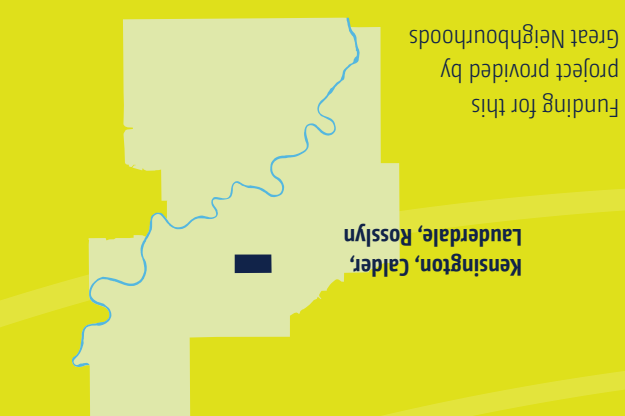 Kensington, Calder,
Lauderdale, Rosslyn
Funding for this
project provided by
Great Neighbourhoods